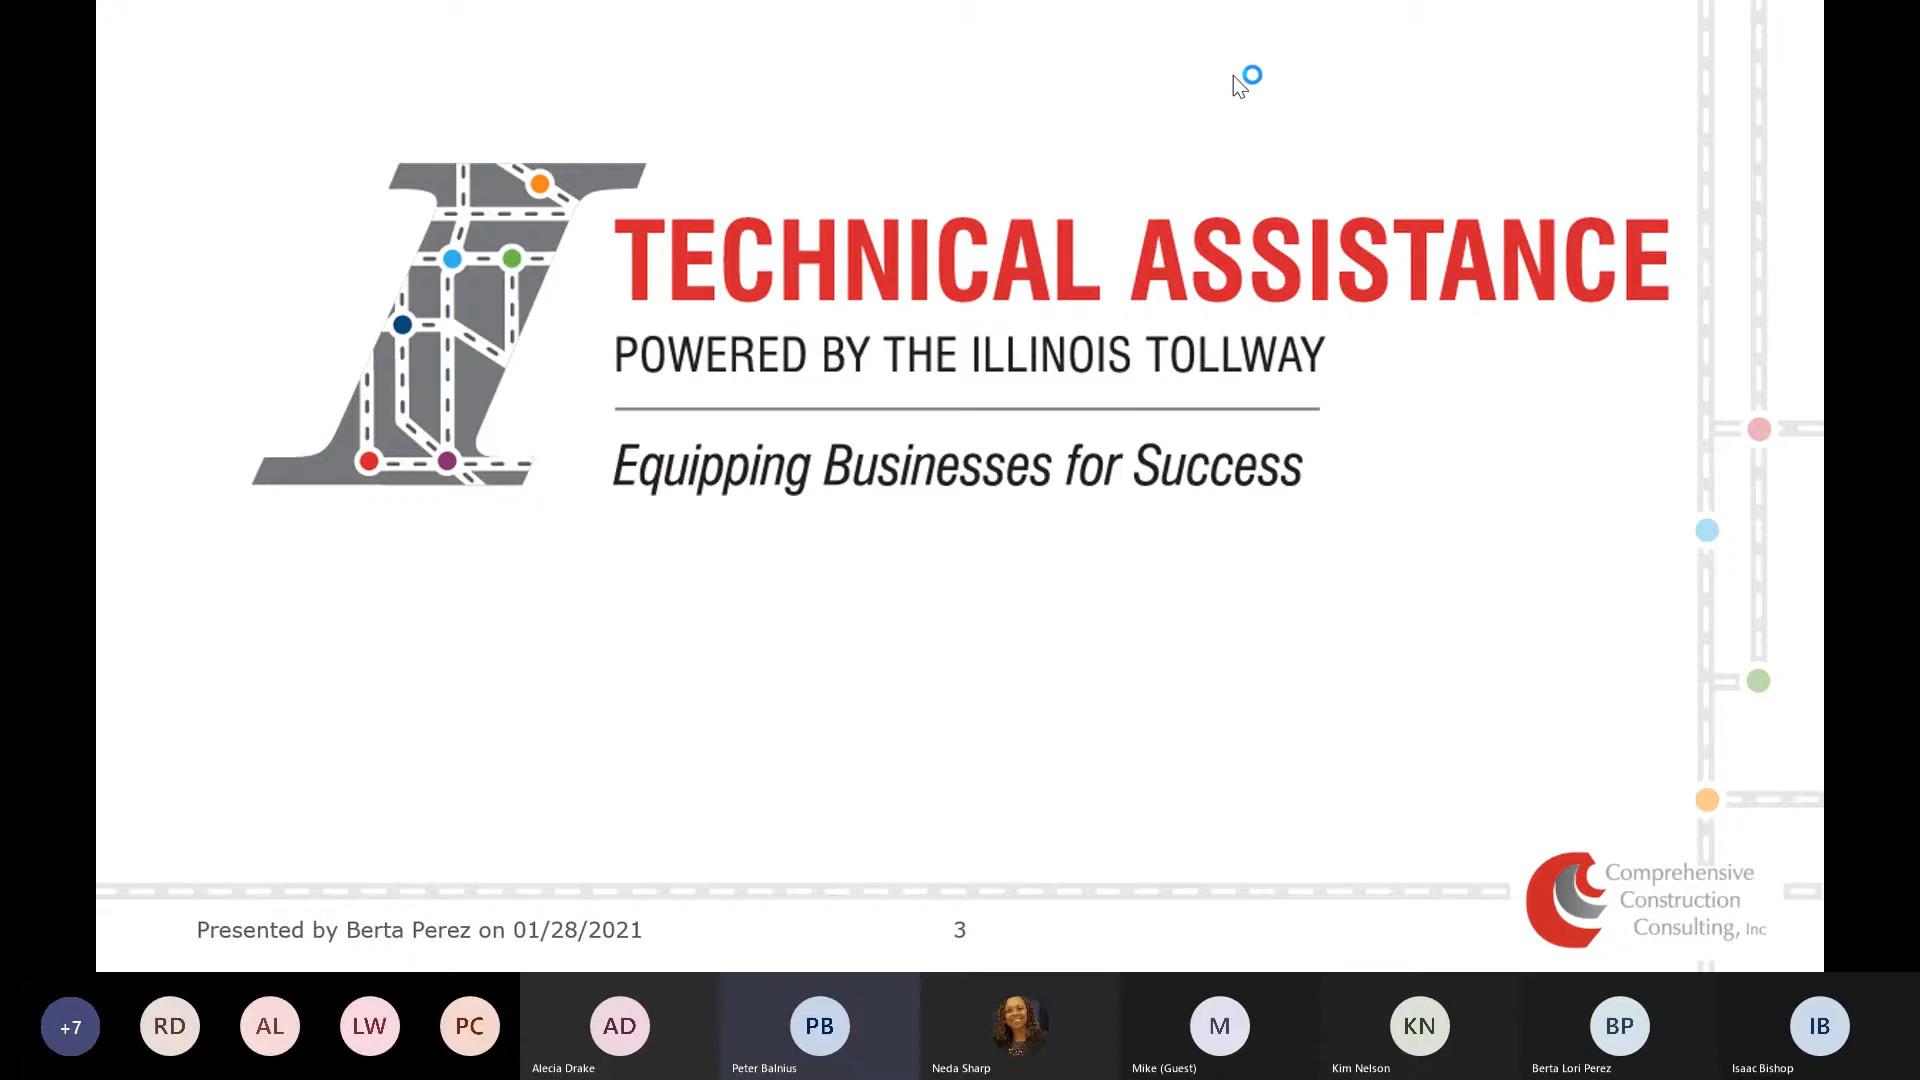 TECHNICAL ASSISTANCE
POWERED BY THE ILLINOIS TOLLWAY
Equipping Businesses for Success
Comprehensive
Construction
Consulting, Inc
Presented by Berta Perez on 01/28/2021
3
+7
RD
AL
LW
PC
AD
PB
M
KN
BP
IB
Alecia Drake
Peter Balnius
Neda Sharp
Mike (Guest)
Kim Nelson
Berta Lori Perez
Isaac Bishop